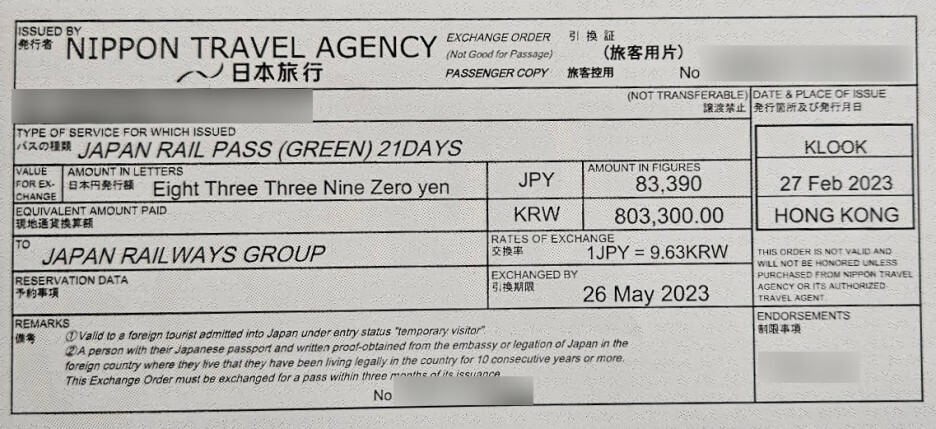 ISSUED BY
発行者
NIPPON TRAVEL AGENCY
日本旅行
EXCHANGE ORDER 引換証
(Not Good for Passage) (旅客用片)
PASSENGER COPY 旅客控用 No
(NOT TRANSFERABLE)
譲渡禁止
DATE & PLACE OF ISSUE
発行箇所及び発行月日
TYPE OF SERVICE FOR WHICH ISSUED
パスの種類 JAPAN RAIL PASS (GREEN) 21DAYS
KLOOK
27 Feb 2023
HONG KONG
VALUE FOR EX-CHANGE
AMOUNT IN LETTERS
日本円発行額 Eight Three Three Nine Zero yen
JPY
AMOUNT IN FIGURES
83,390
EQUIVALENT AMOUNT PAID
現地通貨換算額
KRW
803,300.00
TO
JAPAN RAILWAYS GROUP
RATES OF EXCHANGE
交換率 1JPY = 9.63KRW
RESERVATION DATA
予約事項
EXCHANGED BY
引換期限 26 May 2023
THIS ORDER IS NOT VALID AND
WILL NOT BE HONORED UNLESS
PURCHASED FROM NIPPON TRAVEL
AGENCY OR ITS AUTHORIZED
TRAVEL AGENT.
REMARKS
備考
①Valid to a foreign tourist admitted into Japan under entry status "temporary visitor".
②A person with their Japanese passport and written proof-obtained from the embassy or legation of Japan in the
foreign country where they live that they have been living legally in the country for 10 consecutive years or more.
This Exchange Order must be exchanged for a pass within three months of its issuance.
No
ENDORSEMENTS
制限事項